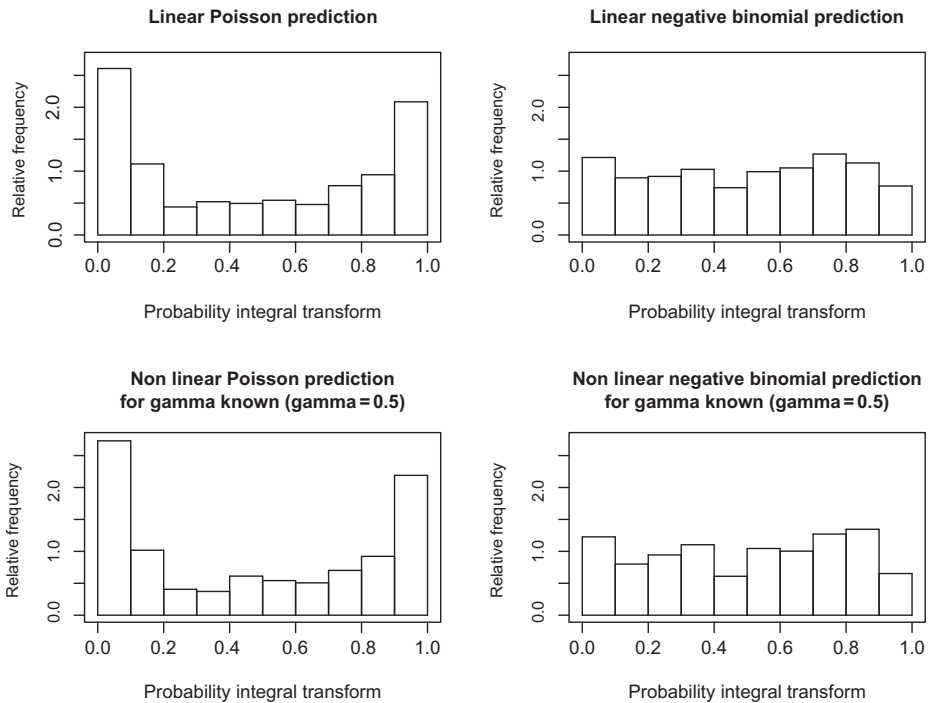 Linear Poisson prediction
Relative frequency
0.0 1.0 2.0
0.0 0.2 0.4 0.6 0.8 1.0
Probability integral transform
Linear negative binomial prediction
Relative frequency
0.0 1.0 2.0
0.0 0.2 0.4 0.6 0.8 1.0
Probability integral transform
Non linear Poisson prediction
for gamma known (gamma = 0.5)
Relative frequency
0.0 1.0 2.0
0.0 0.2 0.4 0.6 0.8 1.0
Probability integral transform
Non linear negative binomial prediction
for gamma known (gamma = 0.5)
Relative frequency
0.0 1.0 2.0
0.0 0.2 0.4 0.6 0.8 1.0
Probability integral transform